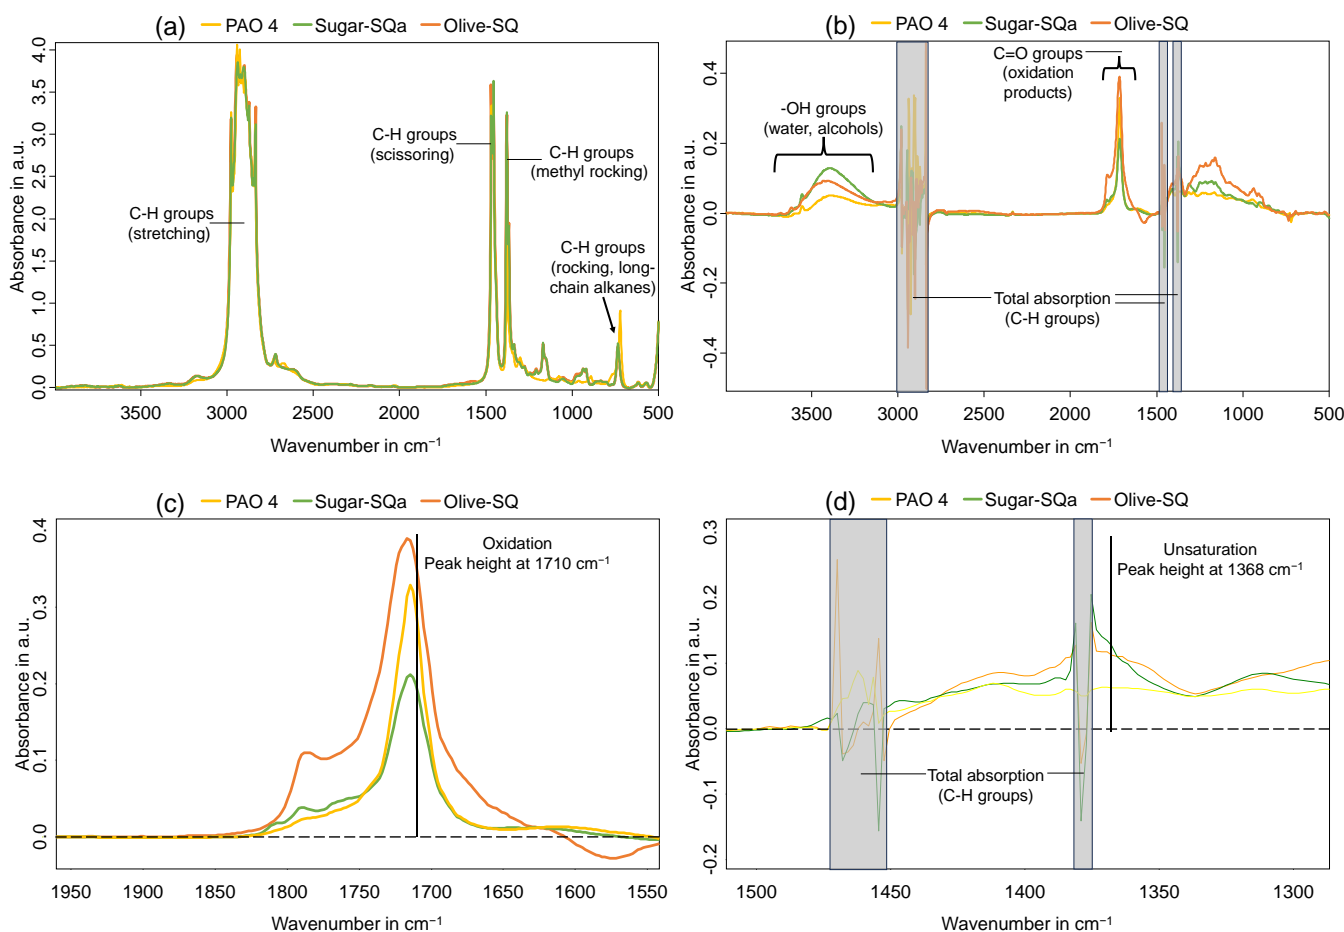 (a)
PAO 4 Sugar-SQa Olive-SQ
Absorbance in a.u.
4.0
3.5
3.0
2.5
2.0
1.5
1.0
0.5
0.0
C-H groups
(stretching)
C-H groups
(scissoring)
C-H groups
(methyl rocking)
C-H groups
(rocking, long-
chain alkanes)
3500 3000 2500 2000 1500 1000 500
Wavenumber in cm⁻¹
(b)
PAO 4 Sugar-SQa Olive-SQ
Absorbance in a.u.
0.4
0.2
0.0
-0.2
-0.4
-OH groups
(water, alcohols)
C=O groups
(oxidation
products)
Total absorption
(C-H groups)
3500 3000 2500 2000 1500 1000 500
Wavenumber in cm⁻¹
(c)
PAO 4 Sugar-SQa Olive-SQ
Absorbance in a.u.
0.4
0.3
0.2
0.1
0.0
Oxidation
Peak height at 1710 cm⁻¹
1950 1900 1850 1800 1750 1700 1650 1600 1550
Wavenumber in cm⁻¹
(d)
PAO 4 Sugar-SQa Olive-SQ
Absorbance in a.u.
0.3
0.2
0.1
0.0
-0.1
-0.2
Unsaturation
Peak height at 1368 cm⁻¹
Total absorption
(C-H groups)
1500 1450 1400 1350 1300
Wavenumber in cm⁻¹